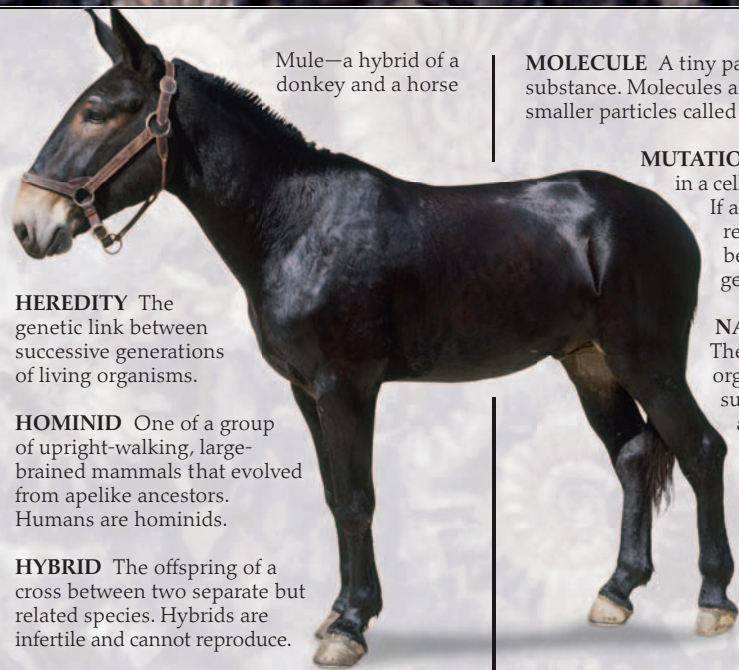 Mule—a hybrid of a
donkey and a horse
HEREDITY The
genetic link between
successive generations
of living organisms.
HOMINID One of a group
of upright-walking, large-
brained mammals that evolved
from apelike ancestors.
Humans are hominids.
HYBRID The offspring of a
cross between two separate but
related species. Hybrids are
infertile and cannot reproduce.
MOLECULE A tiny pa
substance. Molecules a
smaller particles called
MUTATIO
in a cell
If a
re
be
ge
NA
The
org
su
a